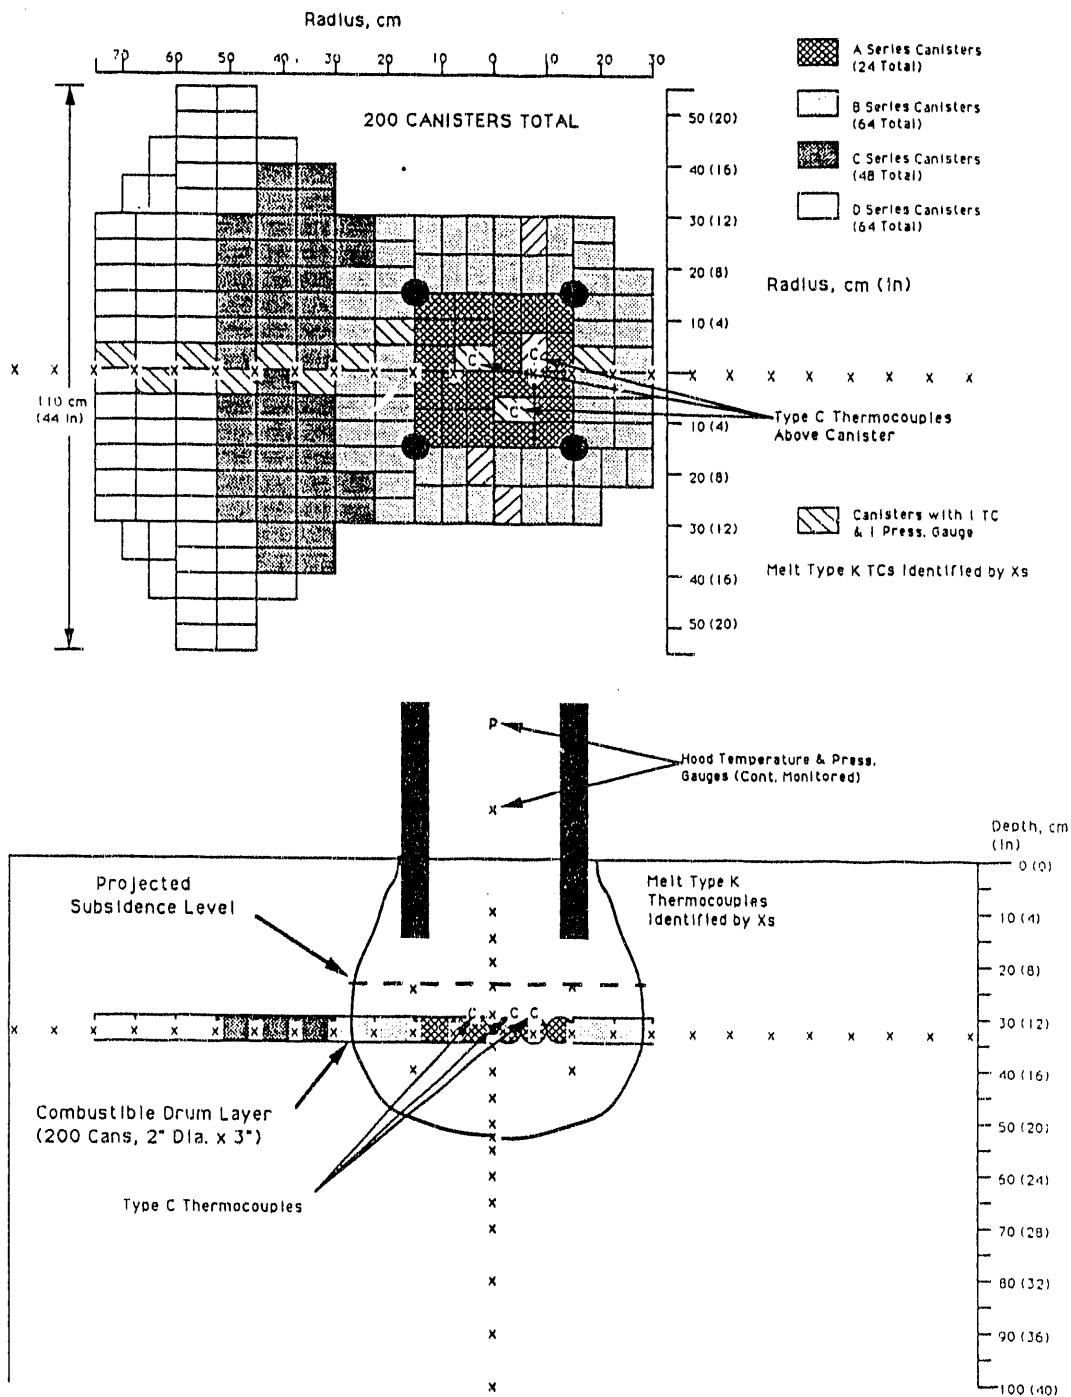 Radius, cm
70 60 50 40 30 20 10 0 10 20 30
200 CANISTERS TOTAL
A Series Canisters
(24 Total)
B Series Canisters
(64 Total)
C Series Canisters
(48 Total)
D Series Canisters
(64 Total)
50 (20)
40 (16)
30 (12)
20 (8)
10 (4)
10 (4)
20 (8)
30 (12)
40 (16)
50 (20)
Radius, cm (in)
110 cm
(44 in)
C
C
C
X X X X X X X X
Type C Thermocouples
Above Canister
Canisters with 1 TC
& 1 Press. Gauge
Melt Type K TCs Identified by Xs
P
X
Hood Temperature & Press.
Gauges (Cont. Monitored)
Depth, cm
(in)
0 (0)
10 (4)
20 (8)
30 (12)
40 (16)
50 (20)
60 (24)
70 (28)
80 (32)
90 (36)
100 (40)
Projected
Subsidence Level
Melt Type K
Thermocouples
Identified by Xs
C C C
Combustible Drum Layer
(200 Cans, 2" Dia. x 3")
Type C Thermocouples